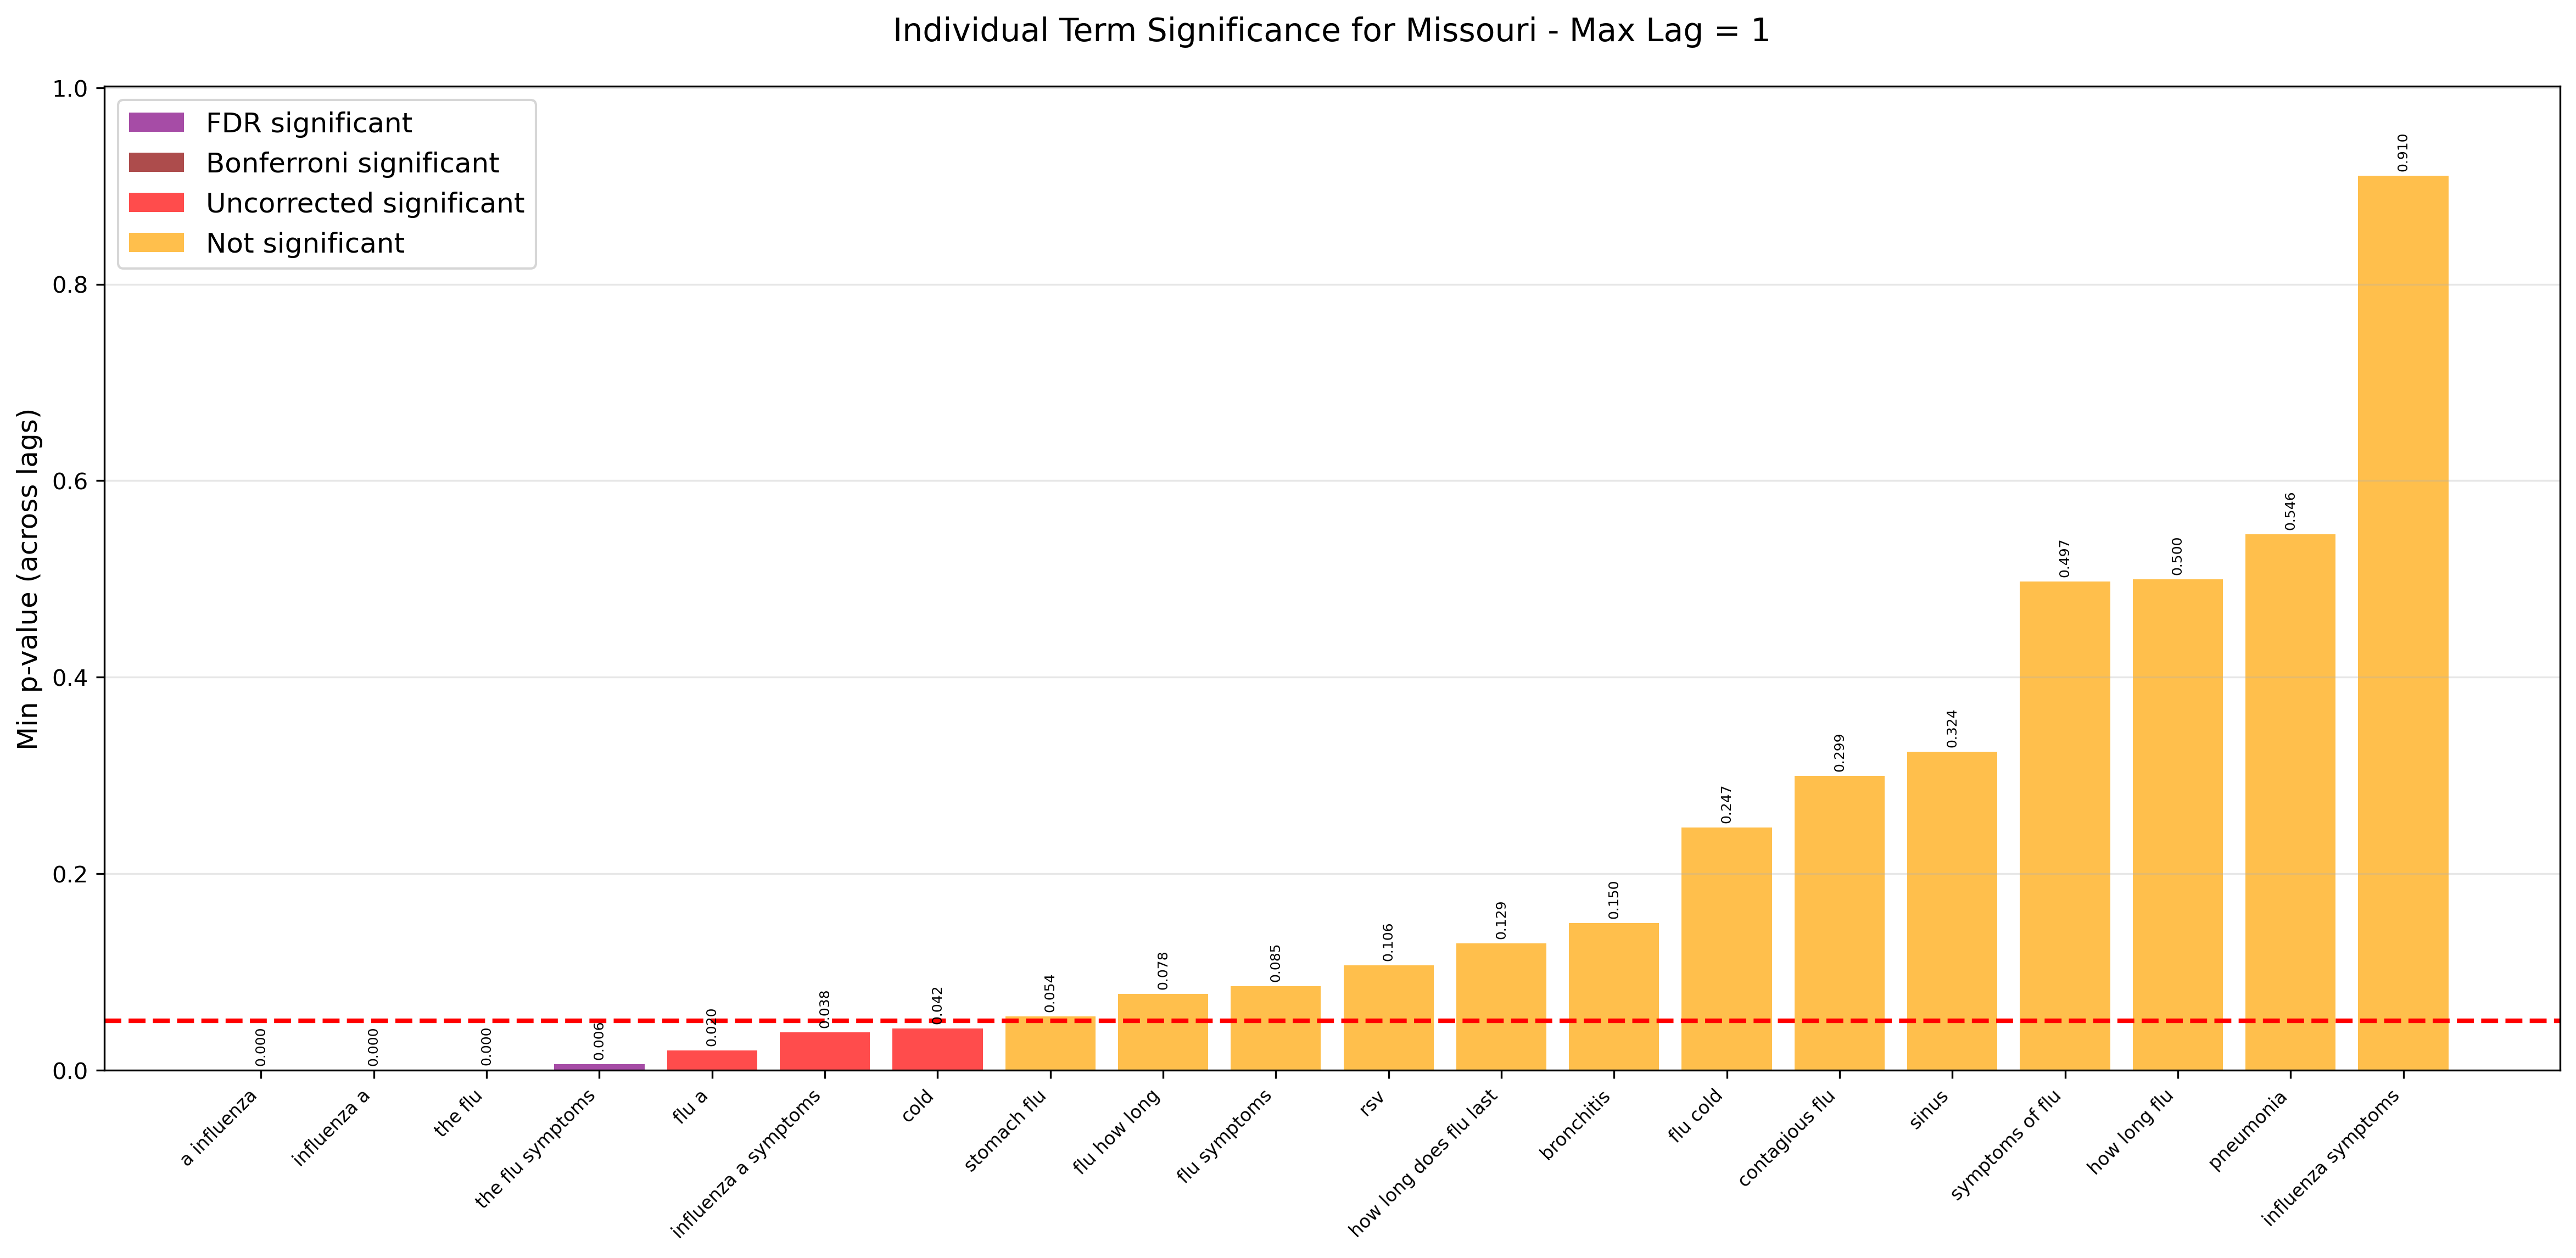 Individual Term Significance for Missouri - Max Lag = 1
FDR significant
Bonferroni significant
Uncorrected significant
Not significant
Min p-value (across lags)
1.0
0.8
0.6
0.4
0.2
0.0
0.000
0.000
0.000
0.006
0.020
0.038
0.042
0.054
0.078
0.085
0.106
0.129
0.150
0.247
0.299
0.324
0.497
0.500
0.546
0.910
a influenza
influenza a
the flu
the flu symptoms
flu a
influenza a symptoms
cold
stomach flu
flu how long
flu symptoms
rsv
how long does flu last
bronchitis
flu cold
contagious flu
sinus
symptoms of flu
how long flu
pneumonia
influenza symptoms